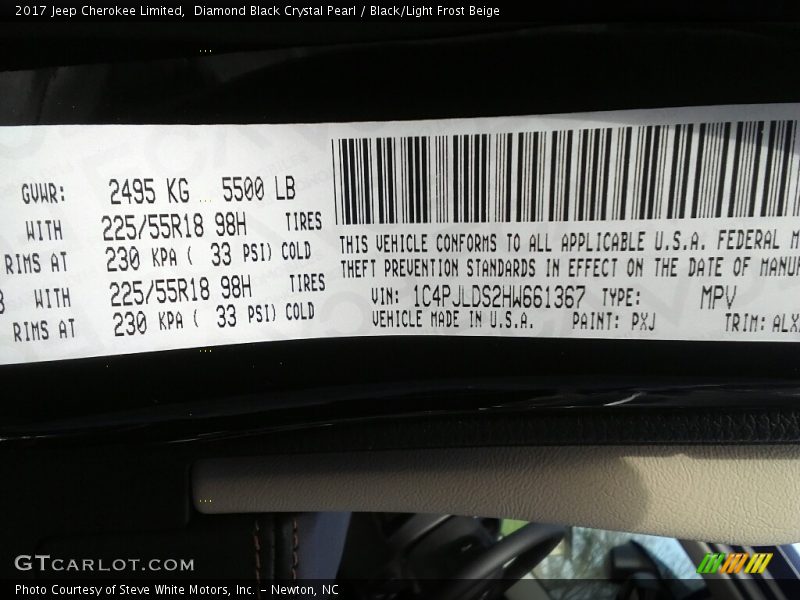 2017 Jeep Cherokee Limited,  Diamond Black Crystal Pearl / Black/Light Frost Beige
GVWR: 2495 KG 5500 LB
WITH 225/55R18 98H TIRES
RIMS AT 230 KPA ( 33 PSI) COLD
WITH 225/55R18 98H TIRES
RIMS AT 230 KPA ( 33 PSI) COLD
THIS VEHICLE CONFORMS TO ALL APPLICABLE U.S.A. FEDERAL M
THEFT PREVENTION STANDARDS IN EFFECT ON THE DATE OF MANUF
VIN: 1C4PJLDS2HW661367 TYPE: MPV
VEHICLE MADE IN U.S.A. PAINT: PXJ TRIM: ALX
GTCARLOT.COM
Photo Courtesy of Steve White Motors, Inc. – Newton, NC